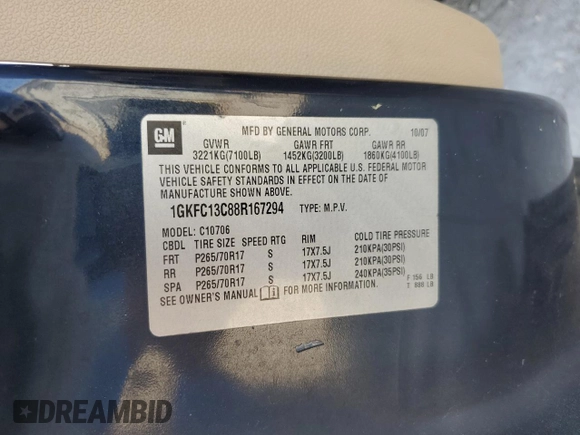 GM
MFD BY GENERAL MOTORS CORP. 10/07
GVWR GAWR FRT GAWR RR
3221KG(7100LB) 1452KG(3200LB) 1860KG(4100LB)
THIS VEHICLE CONFORMS TO ALL APPLICABLE U.S. FEDERAL MOTOR
VEHICLE SAFETY STANDARDS IN EFFECT ON THE DATE OF
MANUFACTURE SHOWN ABOVE.
1GKFC13C88R167294 TYPE: M.P.V.
MODEL: C10706
CBDL TIRE SIZE SPEED RTG RIM COLD TIRE PRESSURE
FRT P265/70R17 S 17X7.5J 210KPA(30PSI)
RR P265/70R17 S 17X7.5J 210KPA(30PSI)
SPA P265/70R17 S 17X7.5J 240KPA(35PSI)
SEE OWNER'S MANUAL FOR MORE INFORMATION.
F 156 LB
T 888 LB
DREAMBID